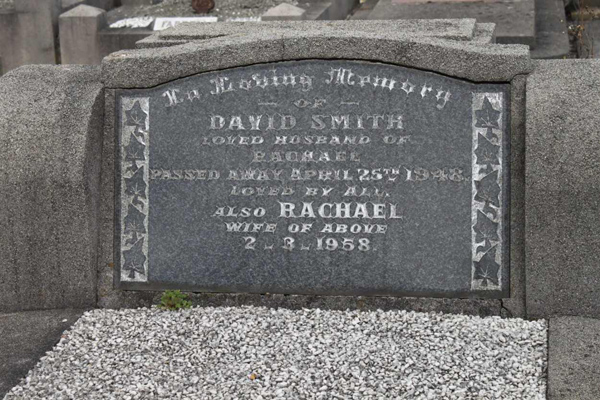 In Loving Memory
— OF —
DAVID SMITH
LOVED HUSBAND OF
RACHAEL
PASSED AWAY APRIL 25TH 1948.
LOVED BY ALL.
ALSO RACHAEL
WIFE OF ABOVE
2-3-1958.